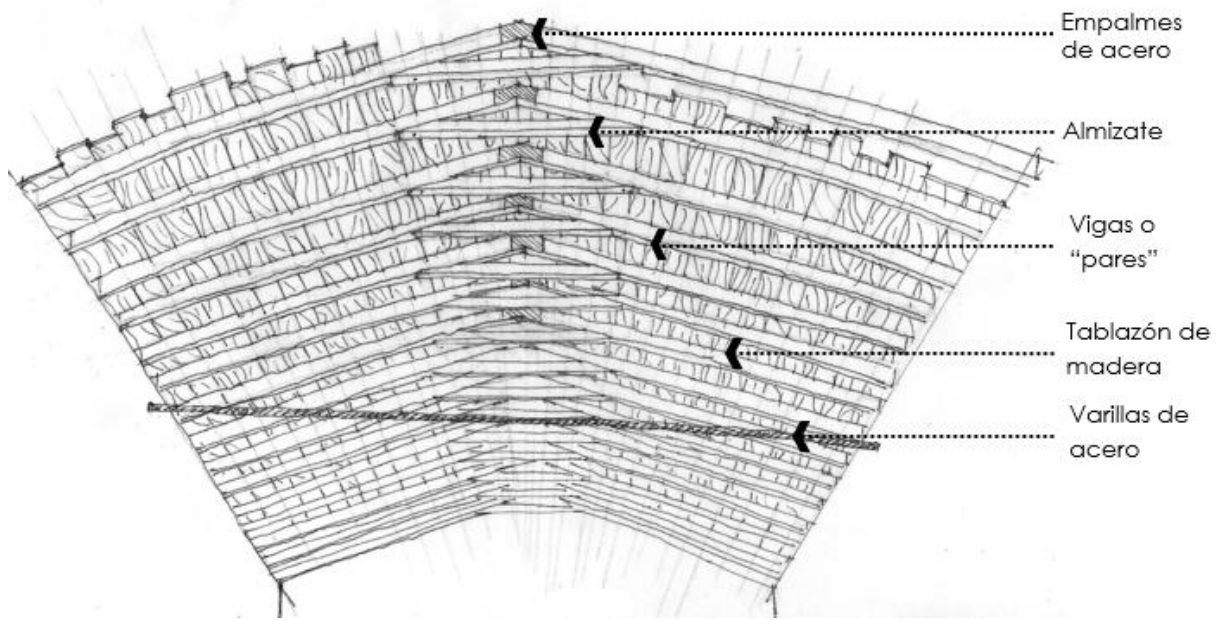 Empalmes
de acero
Almizate
Vigas o
“pares”
Tablazón de
madera
Varillas de
acero